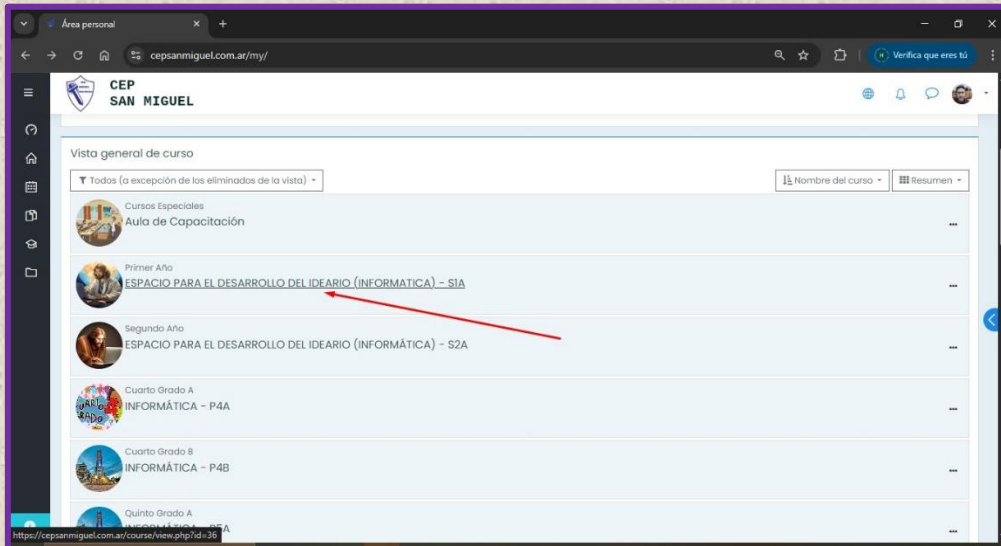 Área personal
cepsanmiguel.com.ar/my/
Verifica que eres tú
CEP
SAN MIGUEL
Vista general de curso
Todos (a excepción de los eliminados de la vista)
Nombre del curso
Resumen
Cursos Especiales
Aula de Capacitación
Primer Año
ESPACIO PARA EL DESARROLLO DEL IDEARIO (INFORMATICA) - S1A
Segundo Año
ESPACIO PARA EL DESARROLLO DEL IDEARIO (INFORMÁTICA) - S2A
Cuarto Grado A
INFORMÁTICA - P4A
Cuarto Grado B
INFORMÁTICA - P4B
Quinto Grado A
INFORMÁTICA - P5A
https://cepsanmiguel.com.ar/course/view.php?id=36